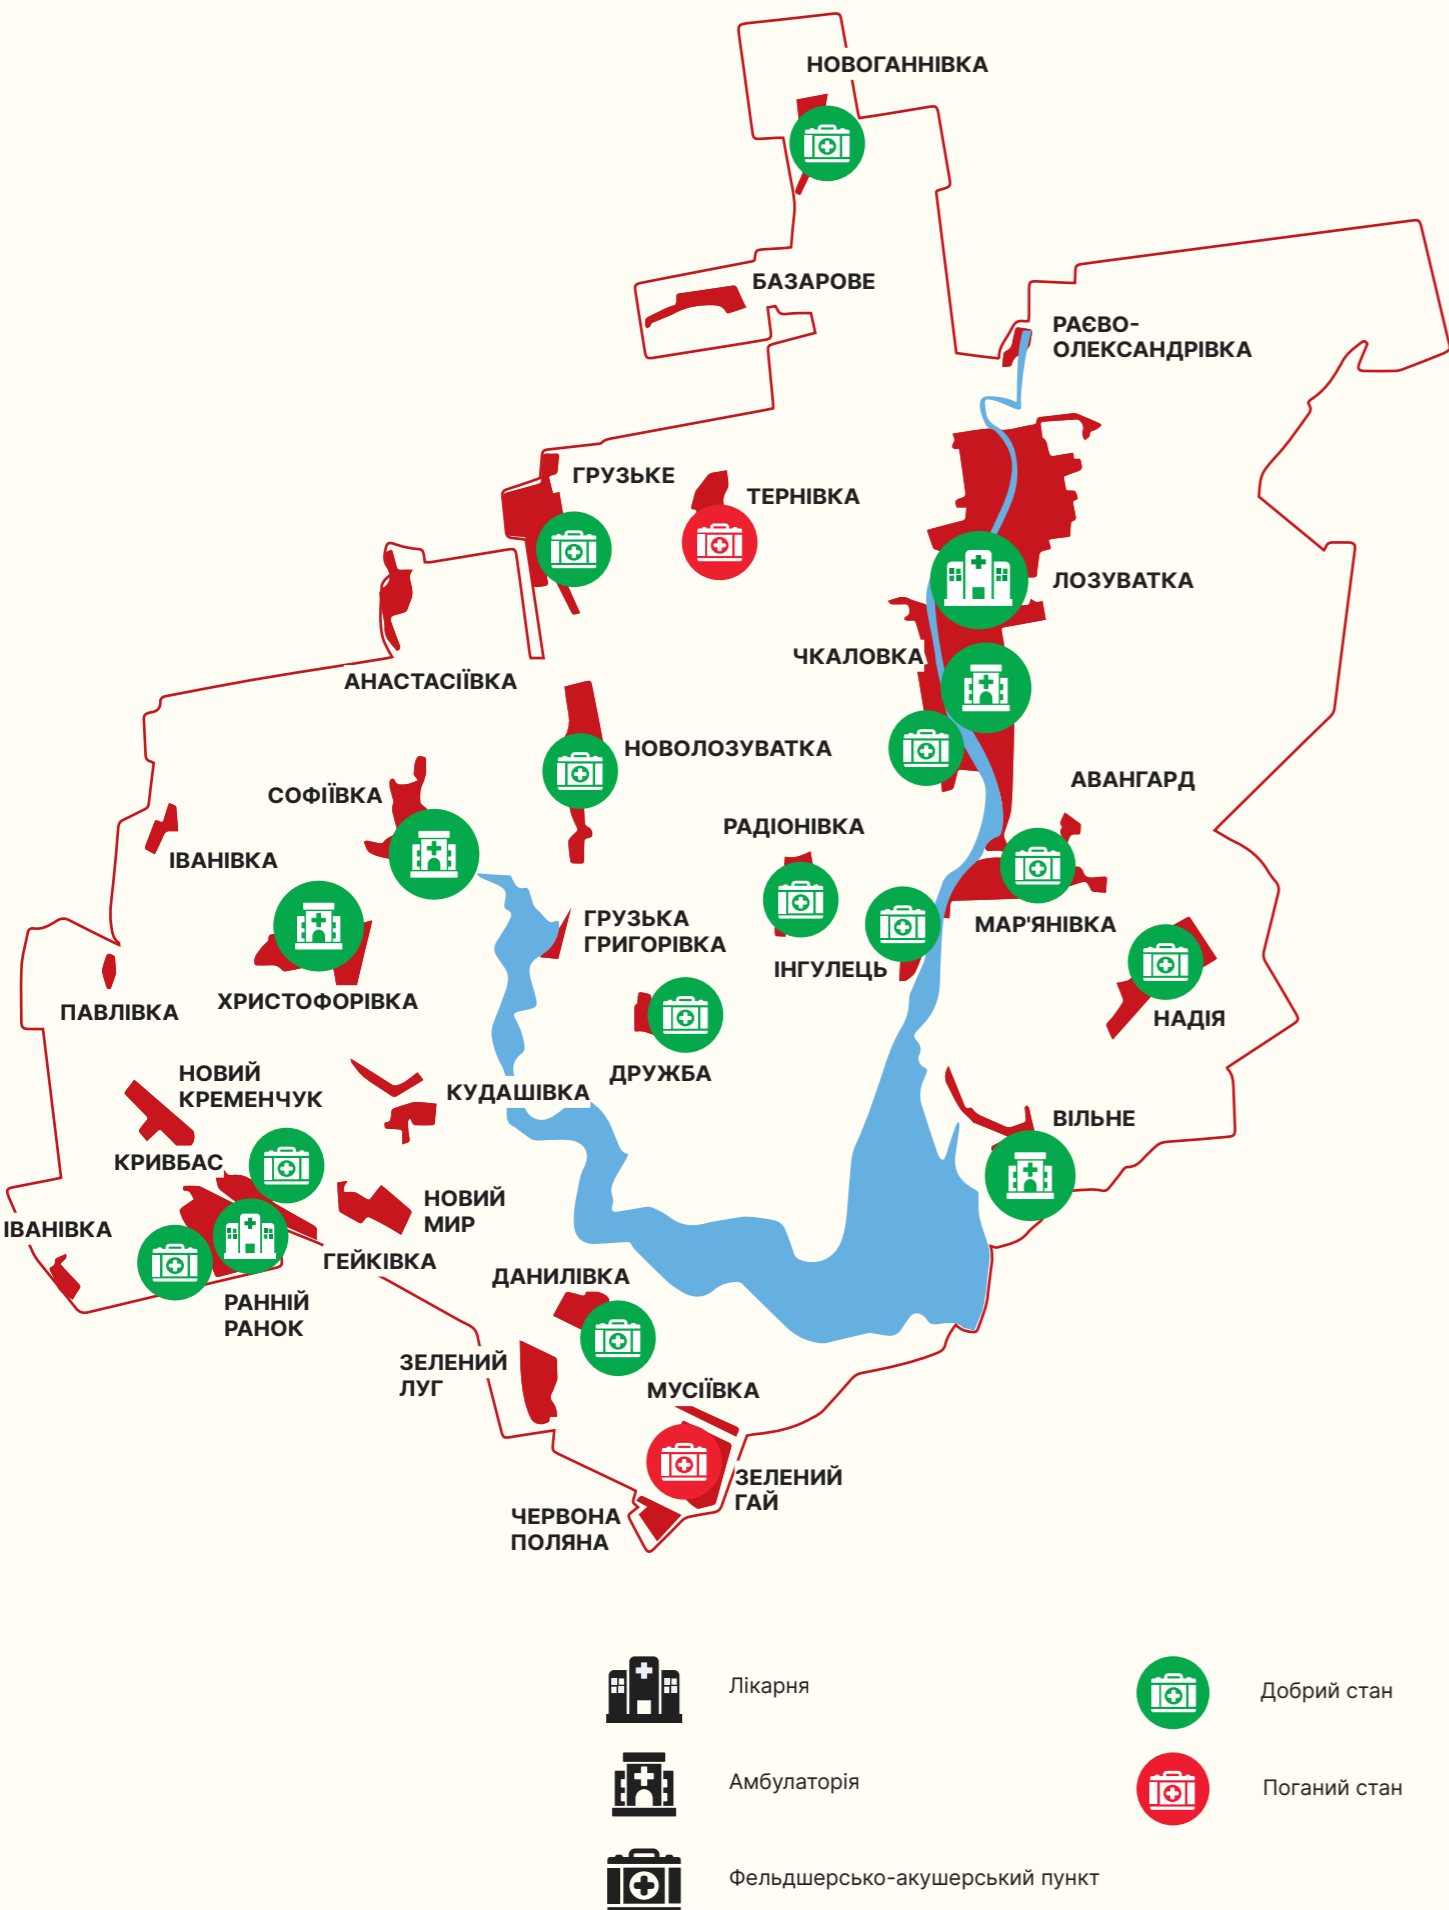 НОВОГАННІВКА
БАЗАРОВЕ
РАЄВО-
ОЛЕКСАНДРІВКА
ГРУЗЬКЕ
ТЕРНІВКА
ЛОЗУВАТКА
ЧКАЛОВКА
АНАСТАСІЇВКА
НОВОЛОЗУВАТКА
АВАНГАРД
СОФІЇВКА
РАДІОНІВКА
ІВАНІВКА
ГРУЗЬКА
ГРИГОРІВКА
МАР'ЯНІВКА
ІНГУЛЕЦЬ
ХРИСТОФОРІВКА
ПАВЛІВКА
НАДІЯ
ДРУЖБА
НОВИЙ
КРЕМЕНЧУК
КУДАШІВКА
ВІЛЬНЕ
КРИВБАС
НОВИЙ
МИР
ІВАНІВКА
ГЕЙКІВКА
ДАНИЛІВКА
РАННІЙ
РАНОК
ЗЕЛЕНИЙ
ЛУГ
МУСІЇВКА
ЗЕЛЕНИЙ
ГАЙ
ЧЕРВОНА
ПОЛЯНА
Лікарня
Добрий стан
Амбулаторія
Поганий стан
Фельдшерсько-акушерський пункт